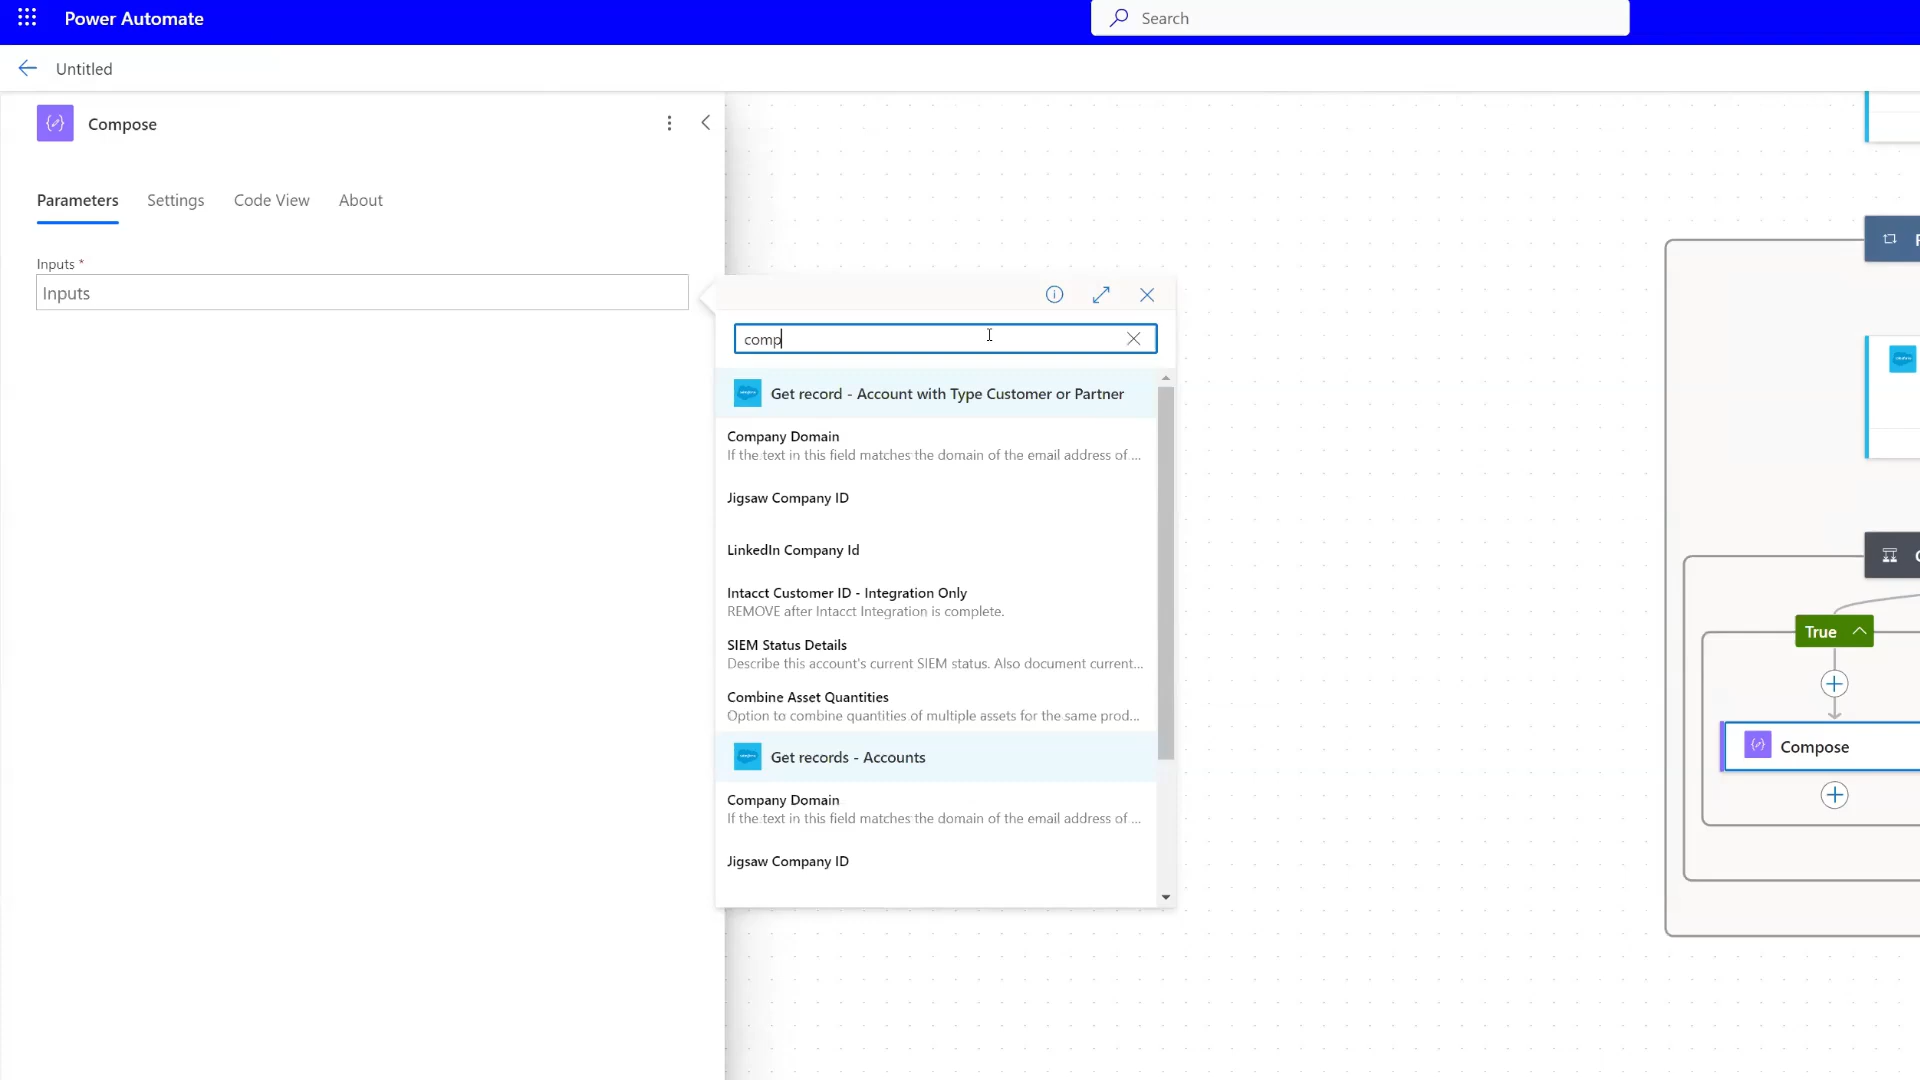 Power Automate
Search
Untitled
Compose
Parameters
Settings
Code View
About
Inputs *
Inputs
comp
Get record - Account with Type Customer or Partner
Company Domain
If the text in this field matches the domain of the email address of ...
Jigsaw Company ID
LinkedIn Company Id
Intacct Customer ID - Integration Only
REMOVE after Intacct Integration is complete.
SIEM Status Details
Describe this account's current SIEM status. Also document current...
Combine Asset Quantities
Option to combine quantities of multiple assets for the same prod...
Get records - Accounts
Company Domain
If the text in this field matches the domain of the email address of ...
Jigsaw Company ID
True
Compose